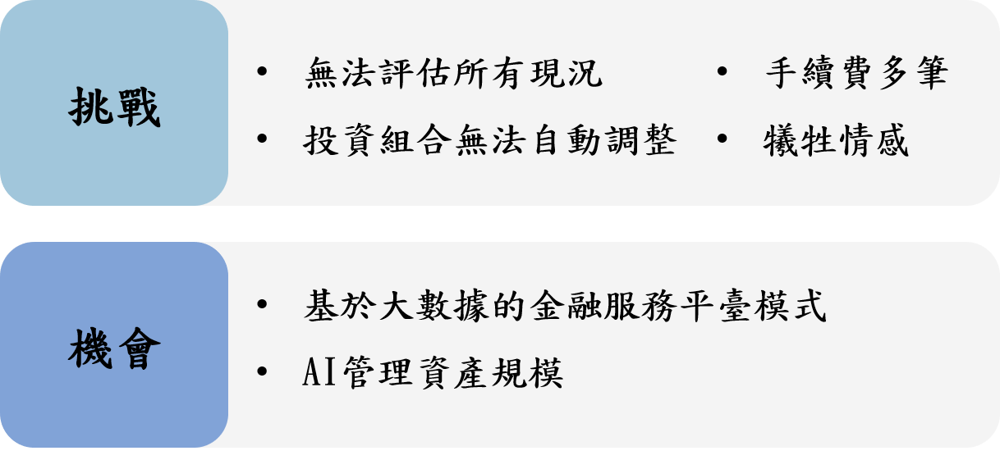 挑戰
• 無法評估所有現況
• 手續費多筆
• 投資組合無法自動調整
• 犧牲情感
機會
• 基於大數據的金融服務平臺模式
• AI管理資產規模